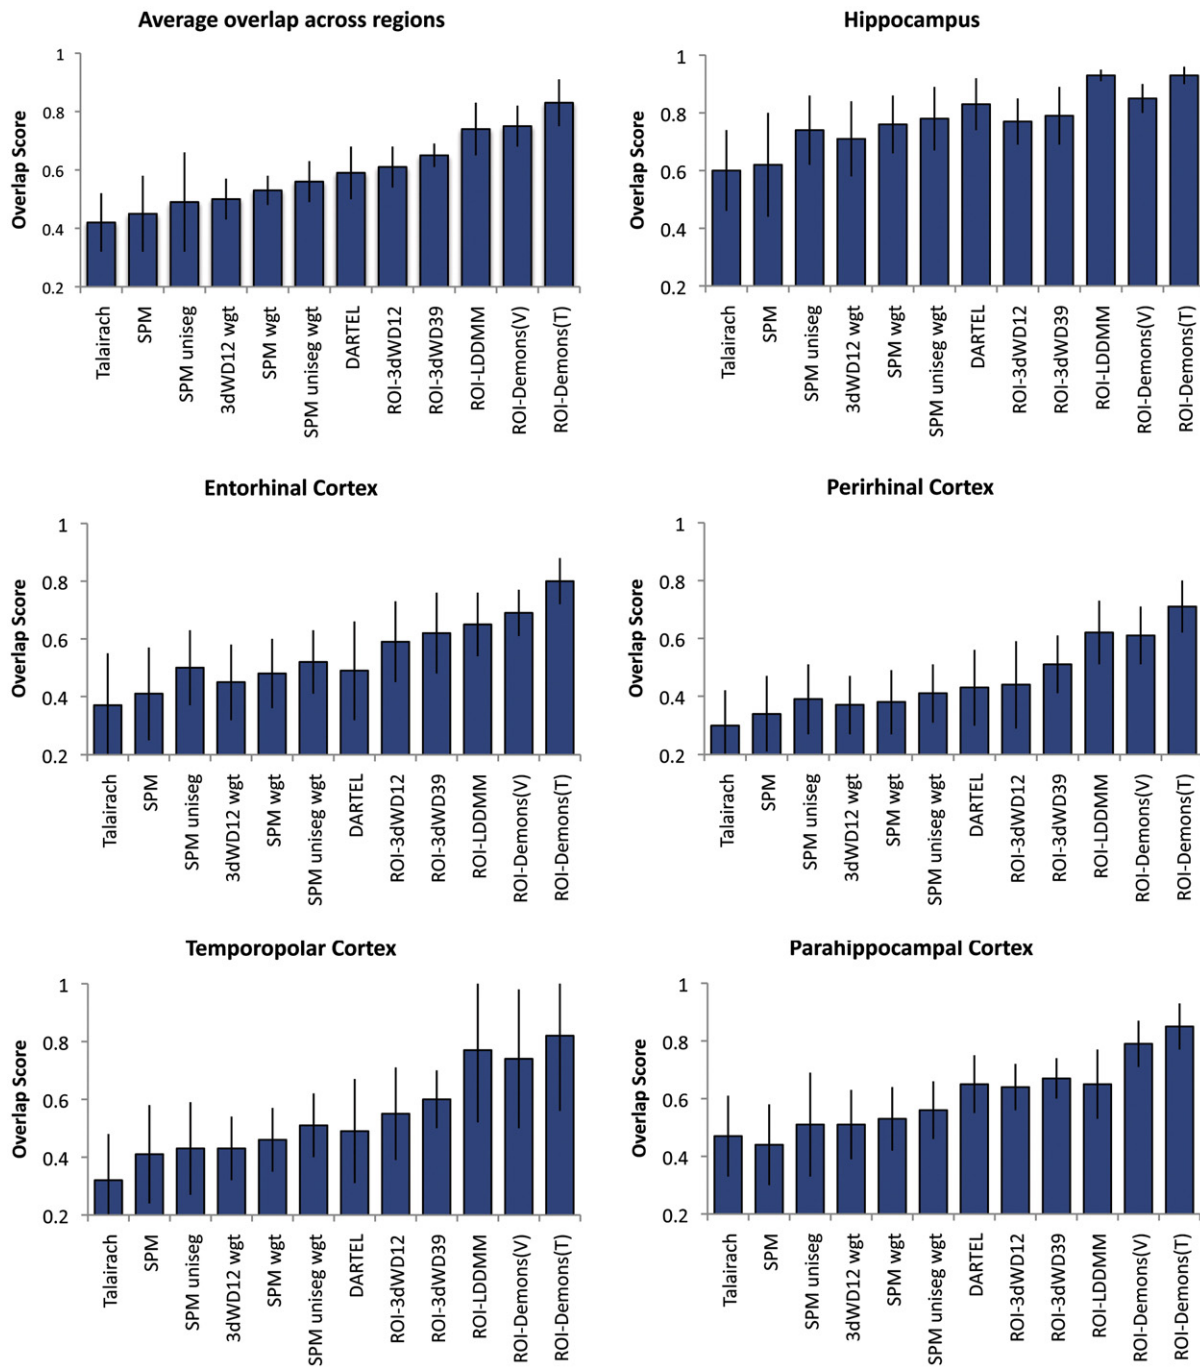 Average overlap across regions
Overlap Score
1
0.8
0.6
0.4
0.2
Talairach
SPM
SPM uniseg
3dWD12 wgt
SPM wgt
SPM uniseg wgt
DARTEL
ROI-3dWD12
ROI-3dWD39
ROI-LDDMM
ROI-Demons(V)
ROI-Demons(T)
Hippocampus
Overlap Score
1
0.8
0.6
0.4
0.2
Talairach
SPM
SPM uniseg
3dWD12 wgt
SPM wgt
SPM uniseg wgt
DARTEL
ROI-3dWD12
ROI-3dWD39
ROI-LDDMM
ROI-Demons(V)
ROI-Demons(T)
Entorhinal Cortex
Overlap Score
1
0.8
0.6
0.4
0.2
Talairach
SPM
SPM uniseg
3dWD12 wgt
SPM wgt
SPM uniseg wgt
DARTEL
ROI-3dWD12
ROI-3dWD39
ROI-LDDMM
ROI-Demons(V)
ROI-Demons(T)
Perirhinal Cortex
Overlap Score
1
0.8
0.6
0.4
0.2
Talairach
SPM
SPM uniseg
3dWD12 wgt
SPM wgt
SPM uniseg wgt
DARTEL
ROI-3dWD12
ROI-3dWD39
ROI-LDDMM
ROI-Demons(V)
ROI-Demons(T)
Temporopolar Cortex
Overlap Score
1
0.8
0.6
0.4
0.2
Talairach
SPM
SPM uniseg
3dWD12 wgt
SPM wgt
SPM uniseg wgt
DARTEL
ROI-3dWD12
ROI-3dWD39
ROI-LDDMM
ROI-Demons(V)
ROI-Demons(T)
Parahippocampal Cortex
Overlap Score
1
0.8
0.6
0.4
0.2
Talairach
SPM
SPM uniseg
3dWD12 wgt
SPM wgt
SPM uniseg wgt
DARTEL
ROI-3dWD12
ROI-3dWD39
ROI-LDDMM
ROI-Demons(V)
ROI-Demons(T)